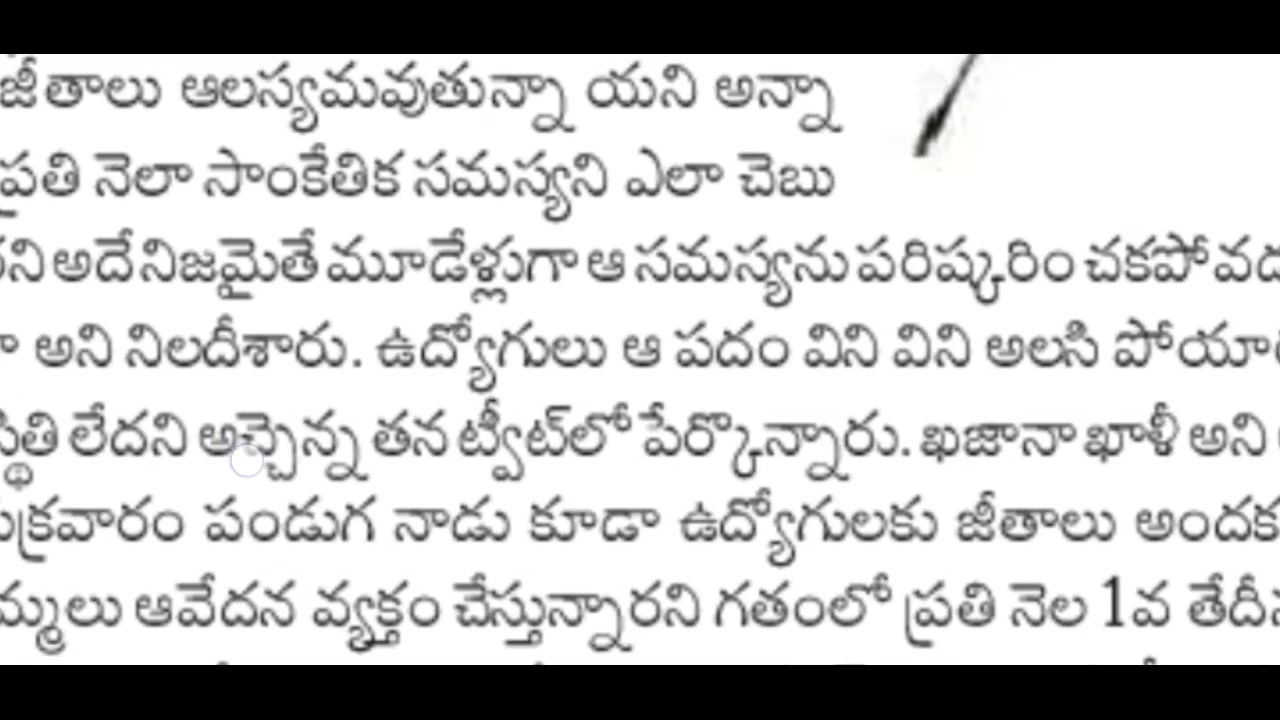 జీతాలు ఆలస్యమవుతున్నా యని అన్నా
ప్రతి నెలా సాంకేతిక సమస్యని ఎలా చెబు
అదే నిజమైతే మూడేళ్లుగా ఆ సమస్యను పరిష్కరిం చకపోవద
అని నిలదీశారు. ఉద్యోగులు ఆ పదం విని విని అలసి పోయా
లేదని అచ్చెన్న తన ట్వీట్‌లో పేర్కొన్నారు. ఖజానా ఖాళీ అని
పండుగ నాడు కూడా ఉద్యోగులకు జీతాలు అందక
ఆవేదన వ్యక్తం చేస్తున్నారని గతంలో ప్రతి నెల 1వ